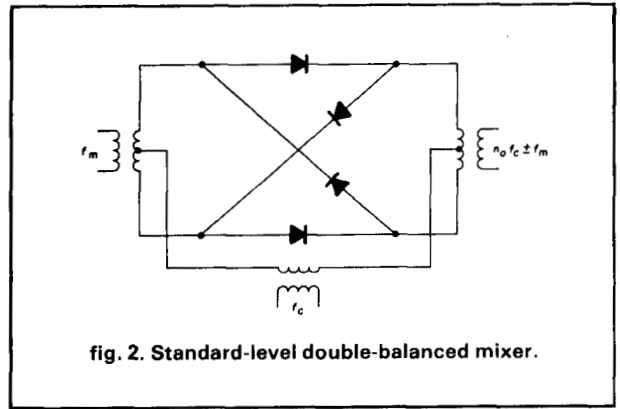 f_m
n_o f_c ± f_m
f_c
fig. 2. Standard-level double-balanced mixer.